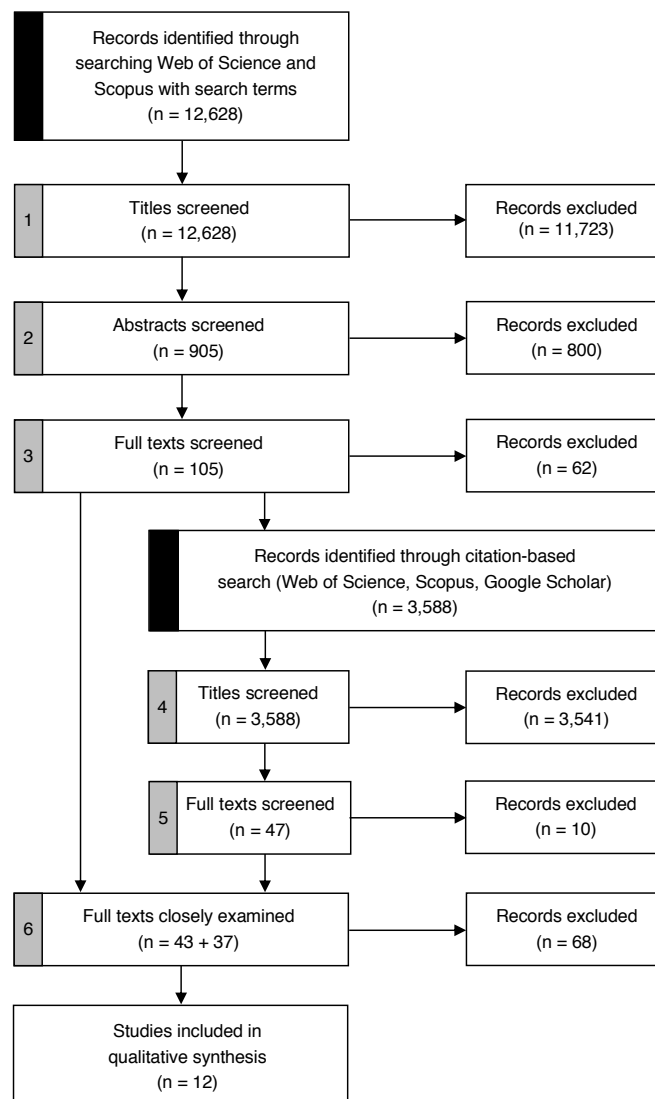 Records identified through
searching Web of Science and
Scopus with search terms
(n = 12,628)
1
Titles screened
(n = 12,628)
Records excluded
(n = 11,723)
2
Abstracts screened
(n = 905)
Records excluded
(n = 800)
3
Full texts screened
(n = 105)
Records excluded
(n = 62)
Records identified through citation-based
search (Web of Science, Scopus, Google Scholar)
(n = 3,588)
4
Titles screened
(n = 3,588)
Records excluded
(n = 3,541)
5
Full texts screened
(n = 47)
Records excluded
(n = 10)
6
Full texts closely examined
(n = 43 + 37)
Records excluded
(n = 68)
Studies included in
qualitative synthesis
(n = 12)